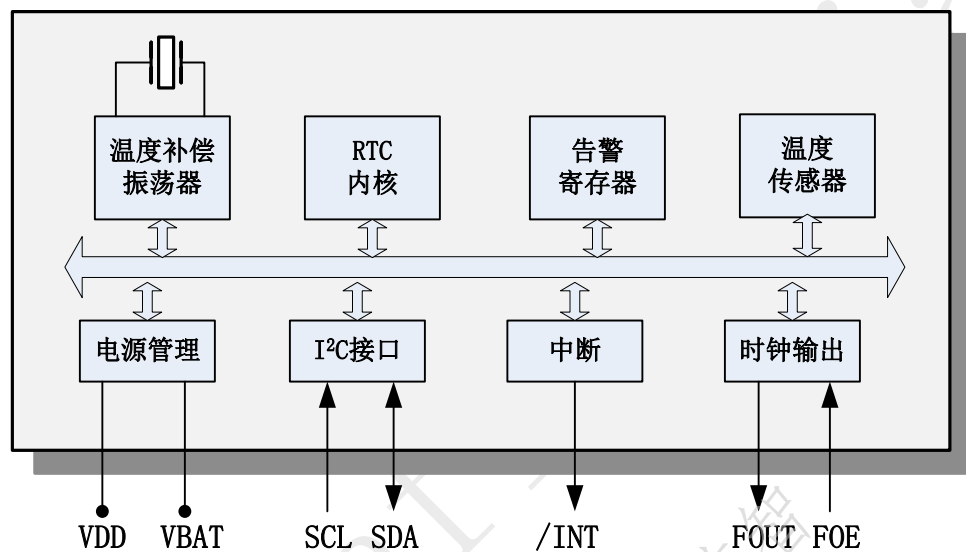 温度补偿
振荡器
RTC
内核
告警
寄存器
温度
传感器
电源管理
I²C接口
中断
时钟输出
VDD
VBAT
SCL
SDA
/INT
FOUT
FOE